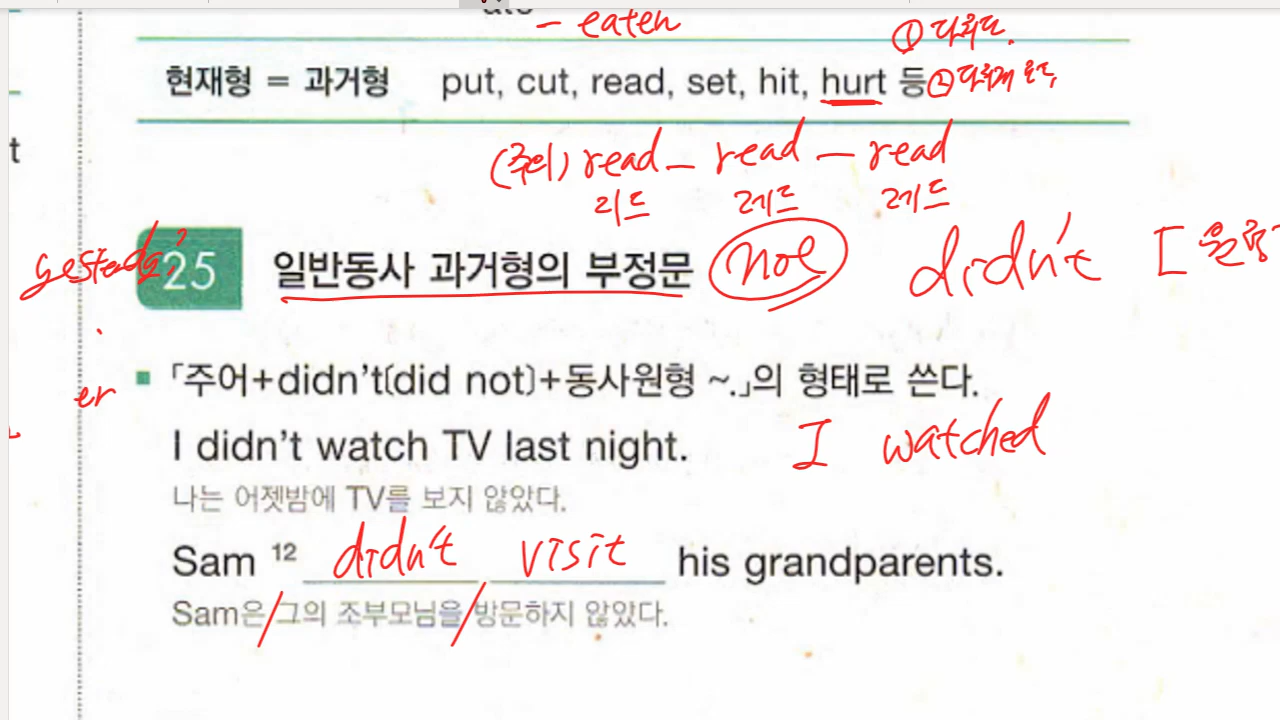 - eaten
① 다치다.
현재형 = 과거형 put, cut, read, set, hit, hurt 등 ② 다치게 하다
t
(주의) read - read - read
리드 레드 레드
25 일반동사 과거형의 부정문 not didn't [
er
■ 「주어+didn't(did not)+동사원형 ~.」의 형태로 쓴다.
I didn't watch TV last night. I watched
나는 어젯밤에 TV를 보지 않았다.
Sam 12 didn't visit his grandparents.
Sam은/그의 조부모님을/방문하지 않았다.